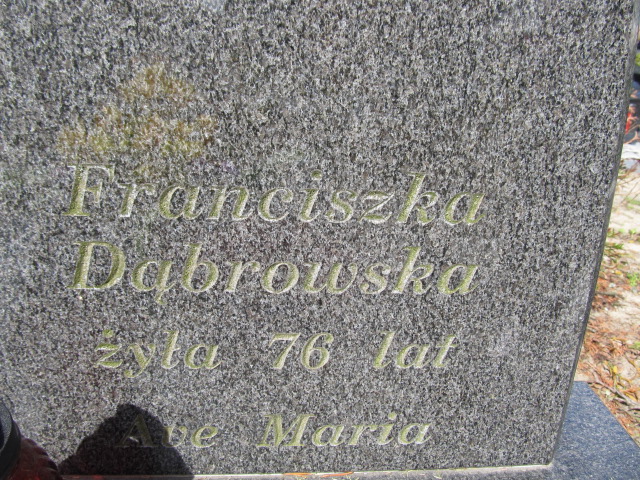 Franciszka
Dąbrowska
żyła 76 lat
Ave Maria